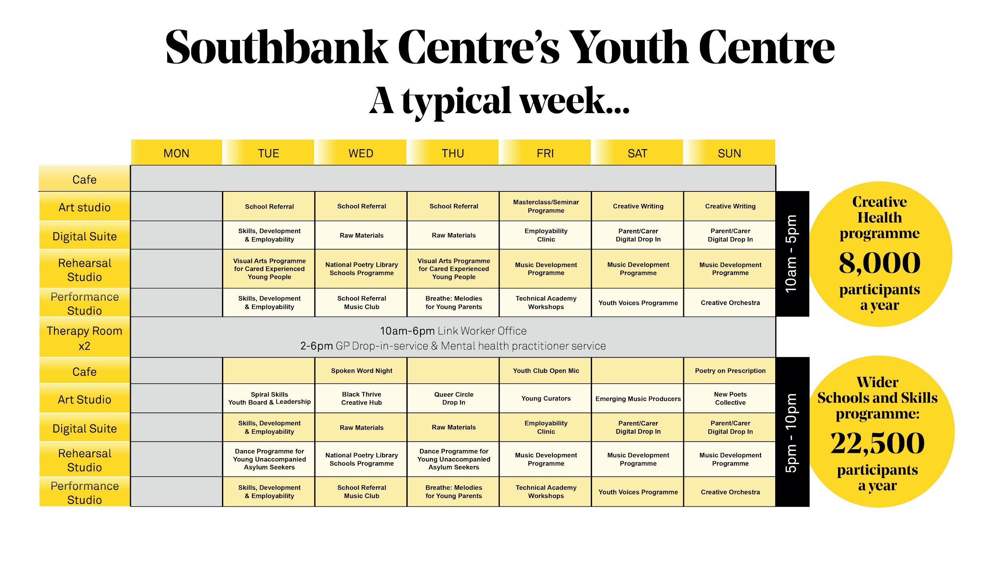 Southbank Centre’s Youth Centre
A typical week...
MON
TUE
WED
THU
FRI
SAT
SUN
Cafe
Art studio
School Referral
School Referral
School Referral
Masterclass/Seminar
Programme
Creative Writing
Creative Writing
Digital Suite
Skills, Development
& Employability
Raw Materials
Raw Materials
Employability
Clinic
Parent/Carer
Digital Drop In
Parent/Carer
Digital Drop In
Rehearsal
Studio
Visual Arts Programme
for Cared Experienced
Young People
National Poetry Library
Schools Programme
Visual Arts Programme
for Cared Experienced
Young People
Music Development
Programme
Music Development
Programme
Music Development
Programme
Performance
Studio
Skills, Development
& Employability
School Referral
Music Club
Breathe: Melodies
for Young Parents
Technical Academy
Workshops
Youth Voices Programme
Creative Orchestra
10am - 5pm
Creative
Health
programme
8,000
participants
a year
Therapy Room
x2
10am-6pm Link Worker Office
2-6pm GP Drop-in-service & Mental health practitioner service
Cafe
Spoken Word Night
Youth Club Open Mic
Poetry on Prescription
Art Studio
Spiral Skills
Youth Board & Leadership
Black Thrive
Creative Hub
Queer Circle
Drop In
Young Curators
Emerging Music Producers
New Poets
Collective
Digital Suite
Skills, Development
& Employability
Raw Materials
Raw Materials
Employability
Clinic
Parent/Carer
Digital Drop In
Parent/Carer
Digital Drop In
Rehearsal
Studio
Dance Programme for
Young Unaccompanied
Asylum Seekers
National Poetry Library
Schools Programme
Dance Programme for
Young Unaccompanied
Asylum Seekers
Music Development
Programme
Music Development
Programme
Music Development
Programme
Performance
Studio
Skills, Development
& Employability
School Referral
Music Club
Breathe: Melodies
for Young Parents
Technical Academy
Workshops
Youth Voices Programme
Creative Orchestra
5pm - 10pm
Wider
Schools and Skills
programme:
22,500
participants
a year